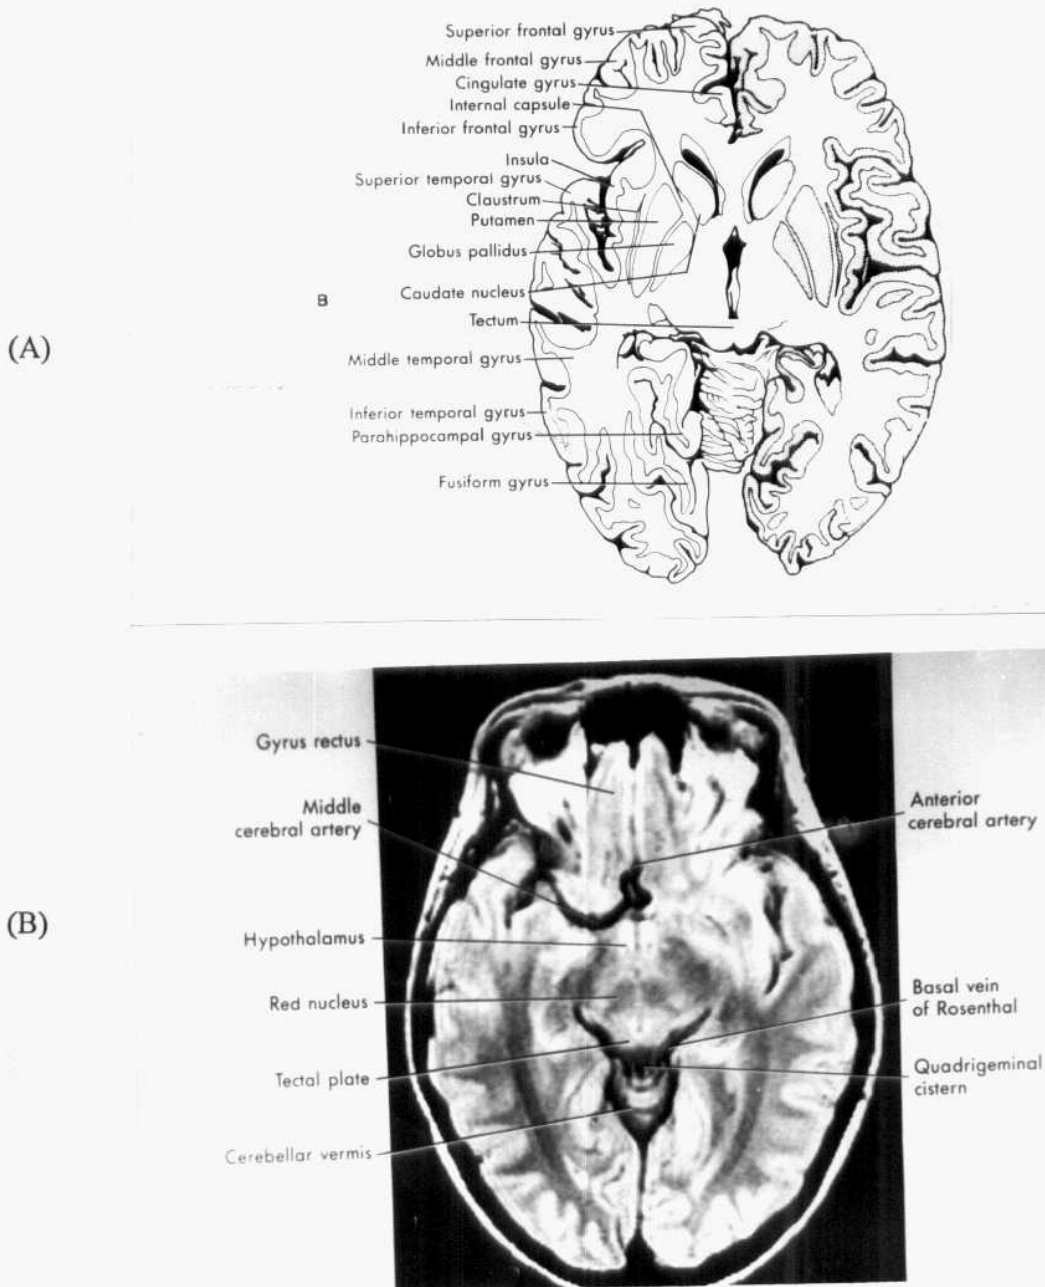 Superior frontal gyrus
Middle frontal gyrus
Cingulate gyrus
Internal capsule
Inferior frontal gyrus
Insula
Superior temporal gyrus
Claustrum
Putamen
Globus pallidus
B
Caudate nucleus
Tectum
(A)
Middle temporal gyrus
Inferior temporal gyrus
Parahippocampal gyrus
Fusiform gyrus
Gyrus rectus
Middle
cerebral artery
Anterior
cerebral artery
(B)
Hypothalamus
Red nucleus
Basal vein
of Rosenthal
Tectal plate
Quadrigeminal
cistern
Cerebellar vermis